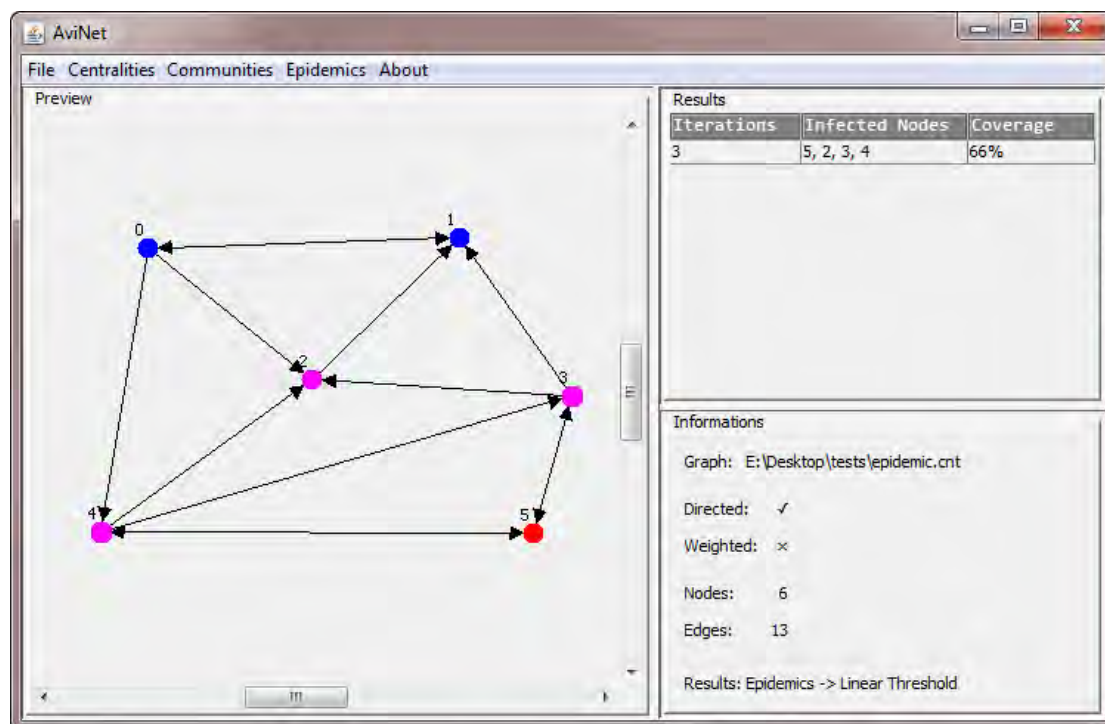 AviNet
File Centralities Communities Epidemics About
Preview
0
1
2
3
4
5
Results
Iterations Infected Nodes Coverage
3 5, 2, 3, 4 66%
Informations
Graph: E:\Desktop\tests\epidemic.cnt
Directed: ✓
Weighted: ×
Nodes: 6
Edges: 13
Results: Epidemics -> Linear Threshold